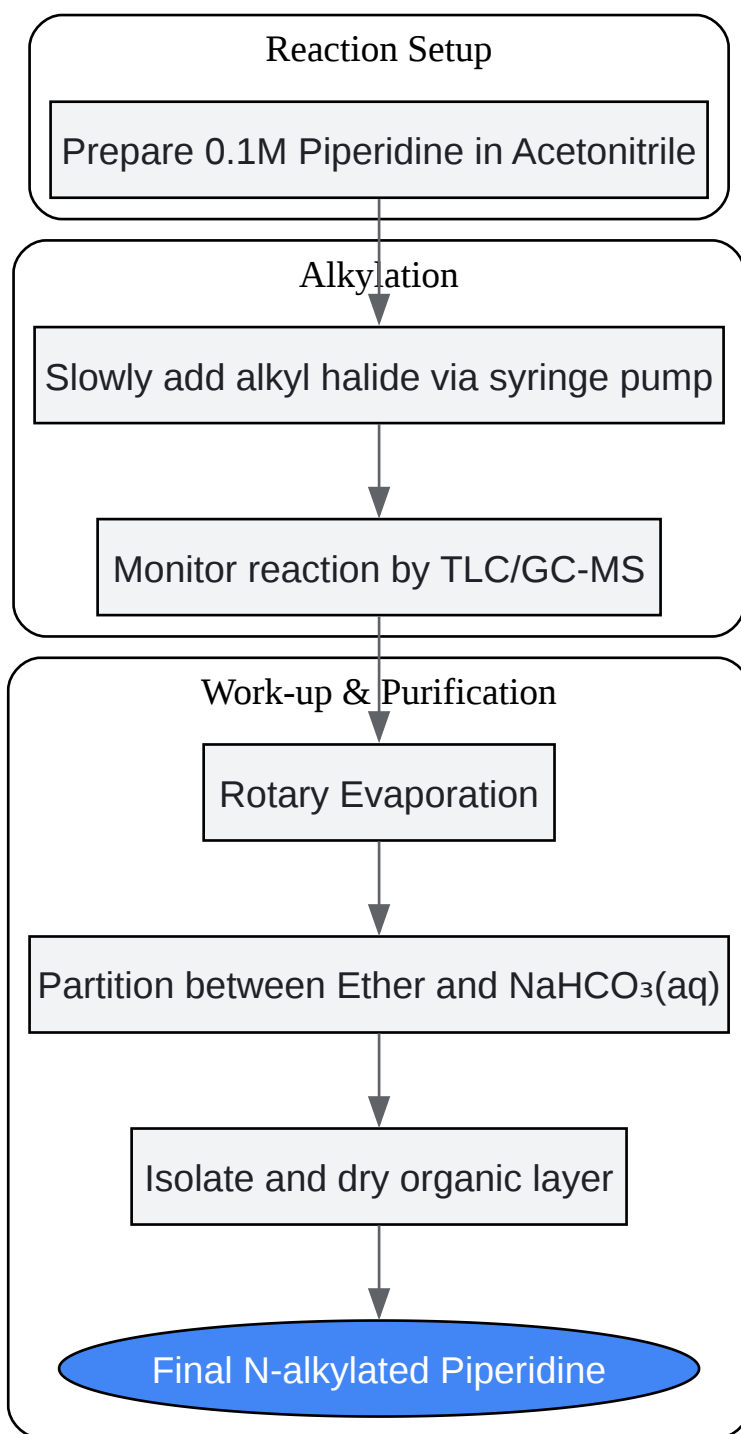 Reaction Setup
Prepare 0.1M Piperidine in Acetonitrile
Alkylation
Slowly add alkyl halide via syringe pump
Monitor reaction by TLC/GC-MS
Work-up & Purification
Rotary Evaporation
Partition between Ether and NaHCO₃(aq)
Isolate and dry organic layer
Final N-alkylated Piperidine